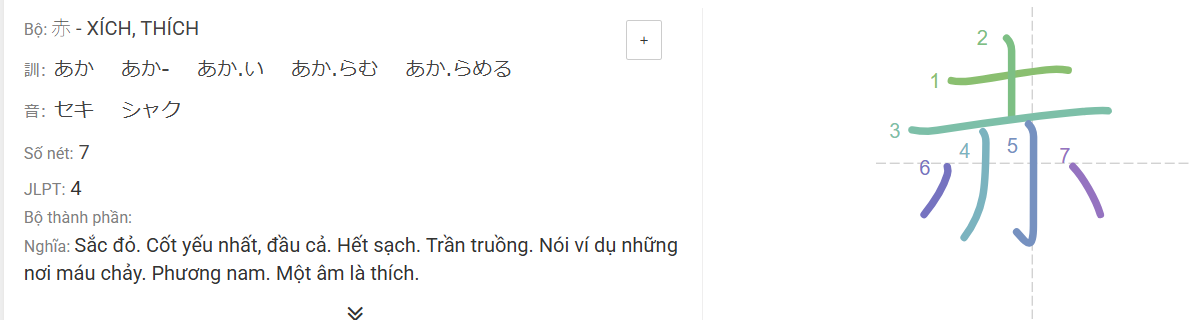 Bộ: 赤 - XÍCH, THÍCH
+
訓: あか あか- あか.い あか.らむ あか.らめる
音: セキ シャク
Số nét: 7
JLPT: 4
Bộ thành phần:
Nghĩa: Sắc đỏ. Cốt yếu nhất, đầu cả. Hết sạch. Trần truồng. Nói ví dụ những
nơi máu chảy. Phương nam. Một âm là thích.
赤
2
1
3
4 5
6 7